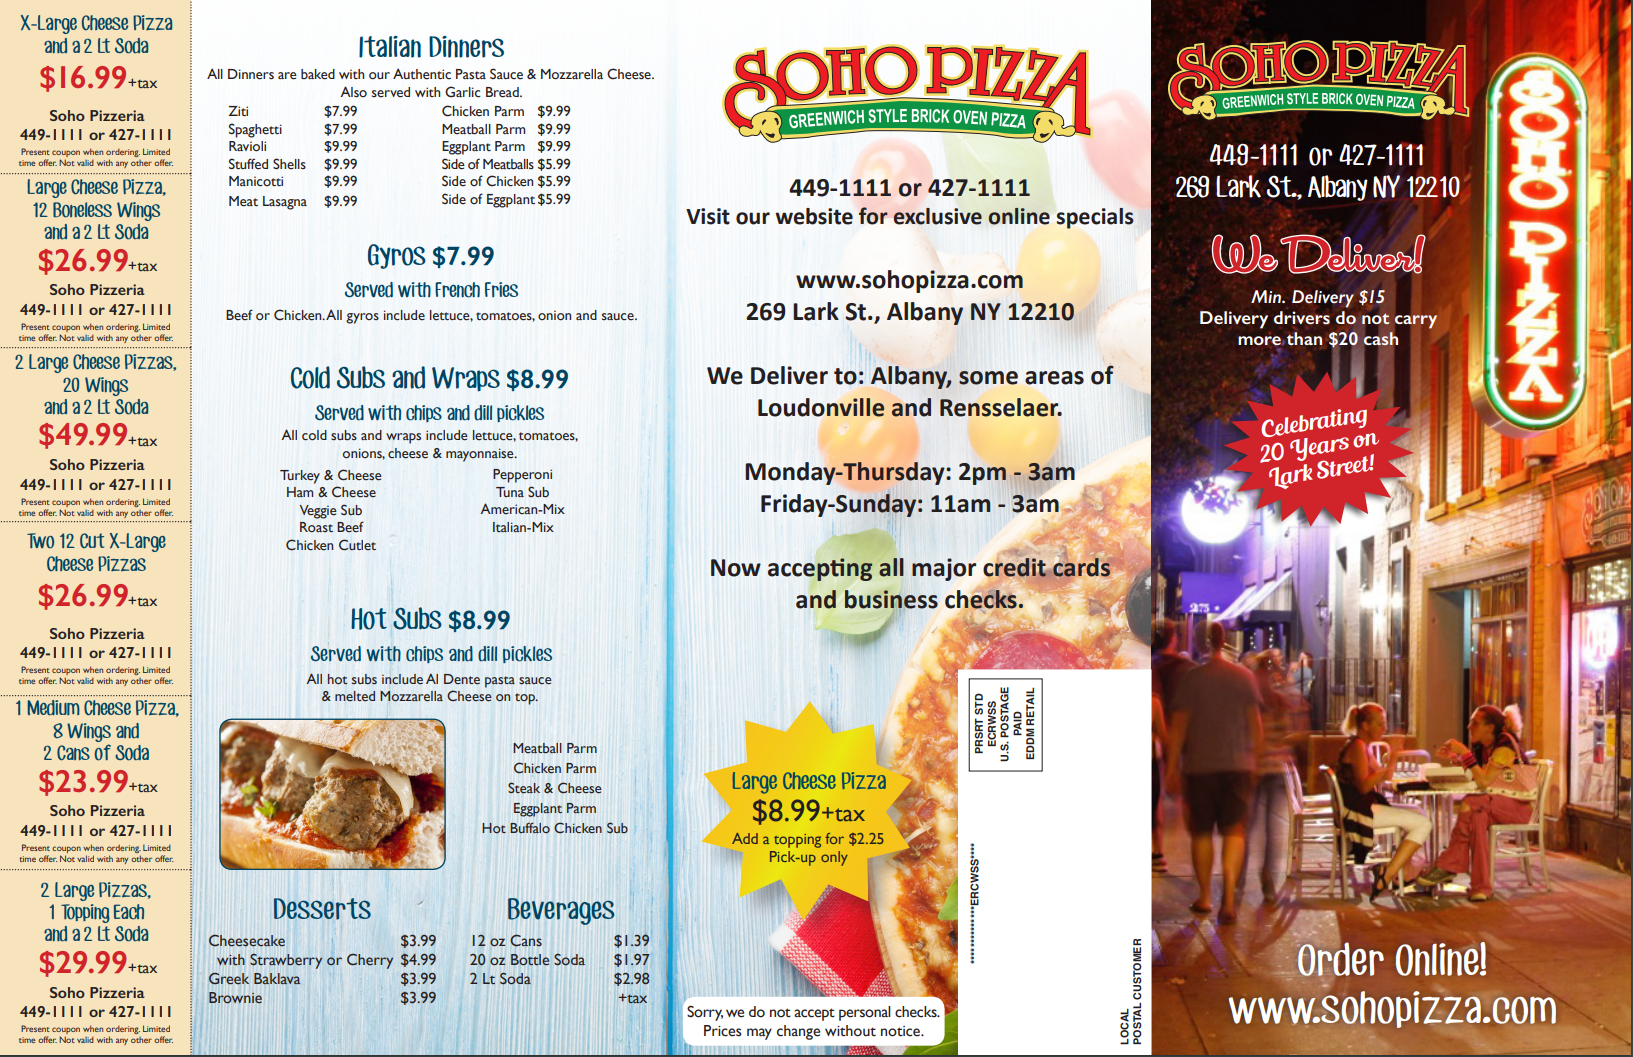 X-Large Cheese Pizza
and a 2 Lt Soda
$16.99+tax
Soho Pizzeria
449-1111 or 427-1111
Present coupon when ordering. Limited
time offer. Not valid with any other offer.
Large Cheese Pizza,
12 Boneless Wings
and a 2 Lt Soda
$26.99+tax
Soho Pizzeria
449-1111 or 427-1111
Present coupon when ordering. Limited
time offer. Not valid with any other offer.
2 Large Cheese Pizzas,
20 Wings
and a 2 Lt Soda
$49.99+tax
Soho Pizzeria
449-1111 or 427-1111
Present coupon when ordering. Limited
time offer. Not valid with any other offer.
Two 12 Cut X-Large
Cheese Pizzas
$26.99+tax
Soho Pizzeria
449-1111 or 427-1111
Present coupon when ordering. Limited
time offer. Not valid with any other offer.
1 Medium Cheese Pizza,
8 Wings and
2 Cans of Soda
$23.99+tax
Soho Pizzeria
449-1111 or 427-1111
Present coupon when ordering. Limited
time offer. Not valid with any other offer.
2 Large Pizzas,
1 Topping Each
and a 2 Lt Soda
$29.99+tax
Soho Pizzeria
449-1111 or 427-1111
Present coupon when ordering. Limited
time offer. Not valid with any other offer.
Italian Dinners
All Dinners are baked with our Authentic Pasta Sauce & Mozzarella Cheese.
Also served with Garlic Bread.
Ziti $7.99
Spaghetti $7.99
Ravioli $9.99
Stuffed Shells $9.99
Manicotti $9.99
Meat Lasagna $9.99
Chicken Parm $9.99
Meatball Parm $9.99
Eggplant Parm $9.99
Side of Meatballs $5.99
Side of Chicken $5.99
Side of Eggplant $5.99
Gyros $7.99
Served with French Fries
Beef or Chicken. All gyros include lettuce, tomatoes, onion and sauce.
Cold Subs and Wraps $8.99
Served with chips and dill pickles
All cold subs and wraps include lettuce, tomatoes,
onions, cheese & mayonnaise.
Turkey & Cheese
Ham & Cheese
Veggie Sub
Roast Beef
Chicken Cutlet
Pepperoni
Tuna Sub
American-Mix
Italian-Mix
Hot Subs $8.99
Served with chips and dill pickles
All hot subs include Al Dente pasta sauce
& melted Mozzarella Cheese on top.
Meatball Parm
Chicken Parm
Steak & Cheese
Eggplant Parm
Hot Buffalo Chicken Sub
Desserts
Cheesecake $3.99
with Strawberry or Cherry $4.99
Greek Baklava $3.99
Brownie $3.99
Beverages
12 oz Cans $1.39
20 oz Bottle Soda $1.97
2 Lt Soda $2.98
+tax
SOHO PIZZA
GREENWICH STYLE BRICK OVEN PIZZA
449-1111 or 427-1111
Visit our website for exclusive online specials
www.sohopizza.com
269 Lark St., Albany NY 12210
We Deliver to: Albany, some areas of
Loudonville and Rensselaer.
Monday-Thursday: 2pm - 3am
Friday-Sunday: 11am - 3am
Now accepting all major credit cards
and business checks.
Large Cheese Pizza
$8.99+tax
Add a topping for $2.25
Pick-up only
Sorry, we do not accept personal checks.
Prices may change without notice.
PRSRT STD
ECRWSS
U.S. POSTAGE
PAID
EDDM RETAIL
**************ERCWSS****
LOCAL
POSTAL CUSTOMER
SOHO PIZZA
GREENWICH STYLE BRICK OVEN PIZZA
449-1111 or 427-1111
269 Lark St., Albany NY 12210
We Deliver!
Min. Delivery $15
Delivery drivers do not carry
more than $20 cash
Celebrating
20 Years on
Lark Street!
SOHO PIZZA
275
Order Online!
www.sohopizza.com